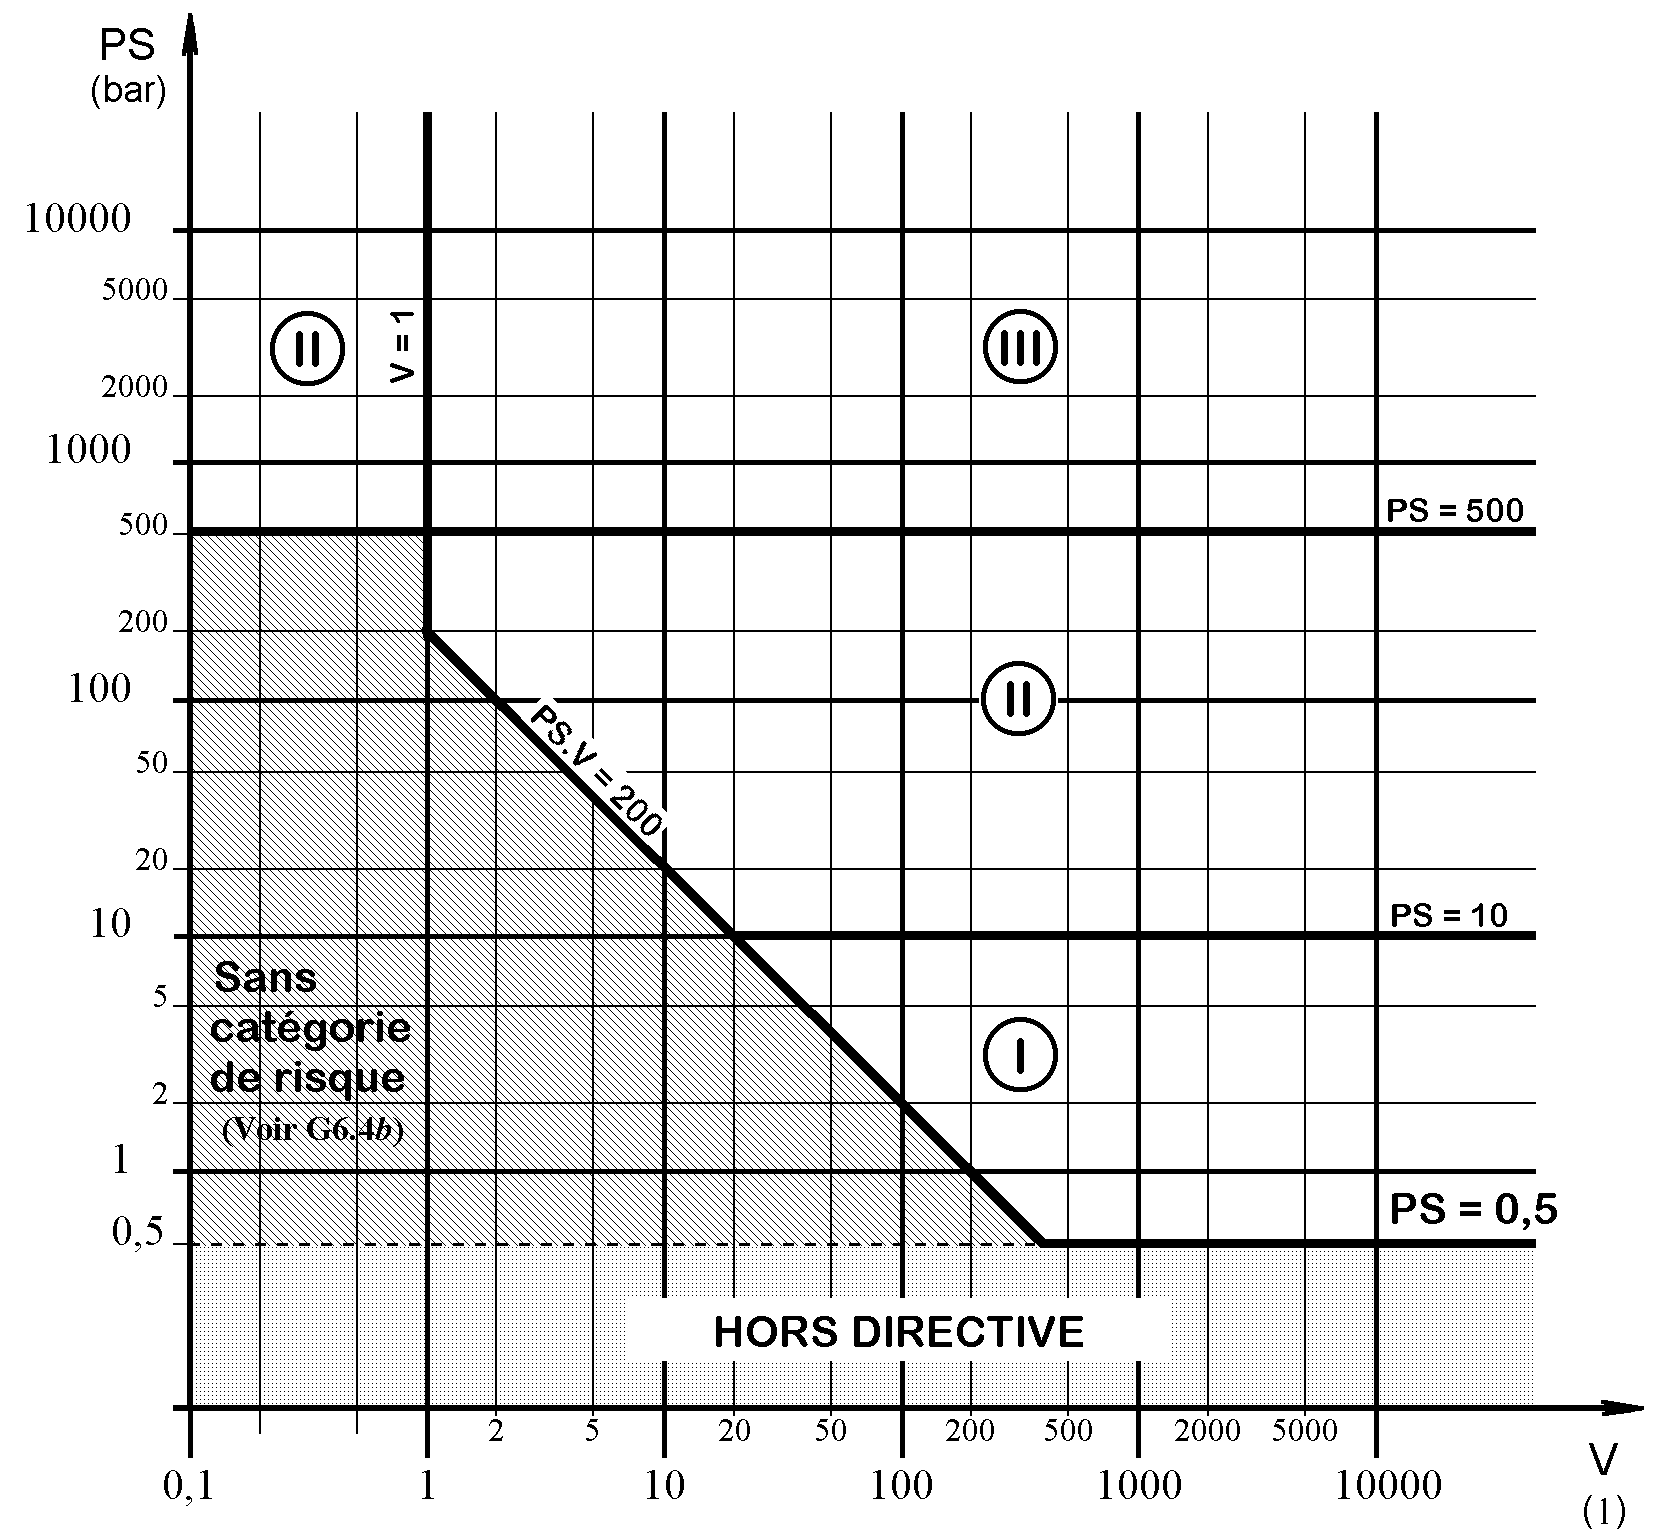 PS
(bar)
10000
5000
II
V = 1
III
2000
1000
500
PS = 500
200
100
II
PS.V = 200
50
20
10
PS = 10
Sans
catégorie
de risque
(Voir G6.4b)
5
I
2
1
PS = 0,5
0,5
HORS DIRECTIVE
2 5 20 50 200 500 2000 5000
0,1 1 10 100 1000 10000
V
(1)